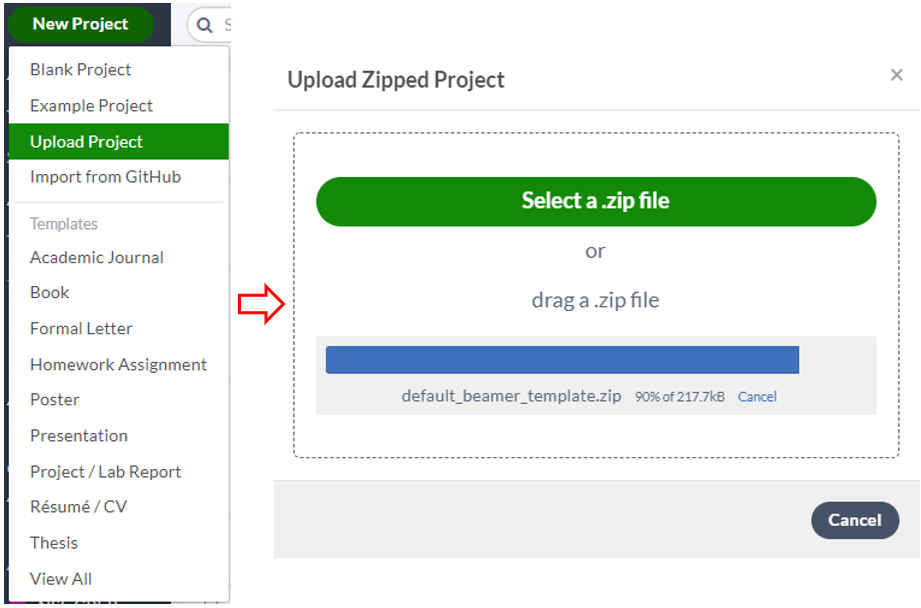 New Project
Blank Project
Example Project
Upload Project
Import from GitHub
Templates
Academic Journal
Book
Formal Letter
Homework Assignment
Poster
Presentation
Project / Lab Report
Résumé / CV
Thesis
View All
Upload Zipped Project
Select a .zip file
or
drag a .zip file
default_beamer_template.zip 90% of 217.7kB Cancel
Cancel